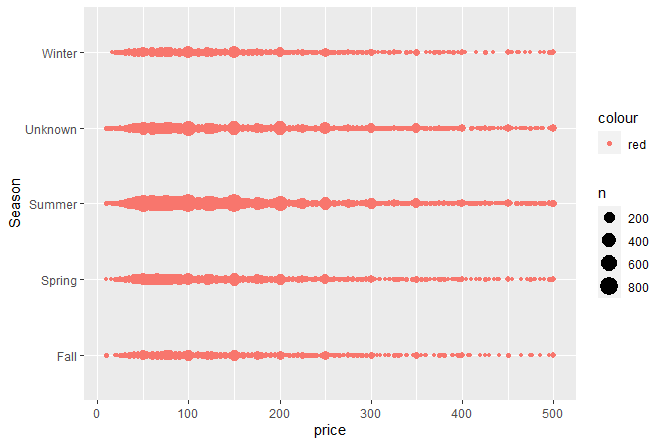 Season
Winter
Unknown
Summer
Spring
Fall
0 100 200 300 400 500
price
colour
red
n
200
400
600
800